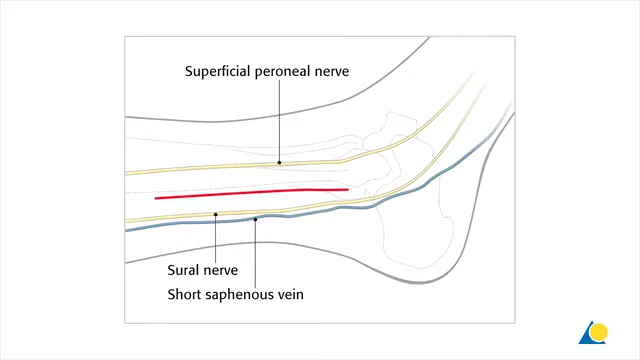 Superficial peroneal nerve
Sural nerve
Short saphenous vein